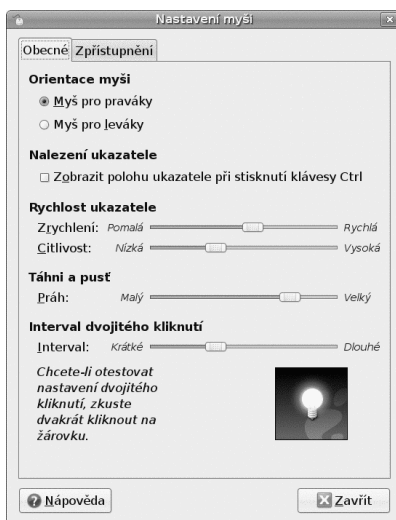 Nastavení myši
Obecné Zpřístupnění
Orientace myši
Myš pro praváky
Myš pro leváky
Nalezení ukazatele
Zobrazit polohu ukazatele při stisknutí klávesy Ctrl
Rychlost ukazatele
Zrychlení: Pomalá Rychlá
Citlivost: Nízká Vysoká
Táhni a pusť
Práh: Malý Velký
Interval dvojitého kliknutí
Interval: Krátké Dlouhé
Chcete-li otestovat
nastavení dvojitého
kliknutí, zkuste
dvakrát kliknout na
žárovku.
Nápověda Zavřít